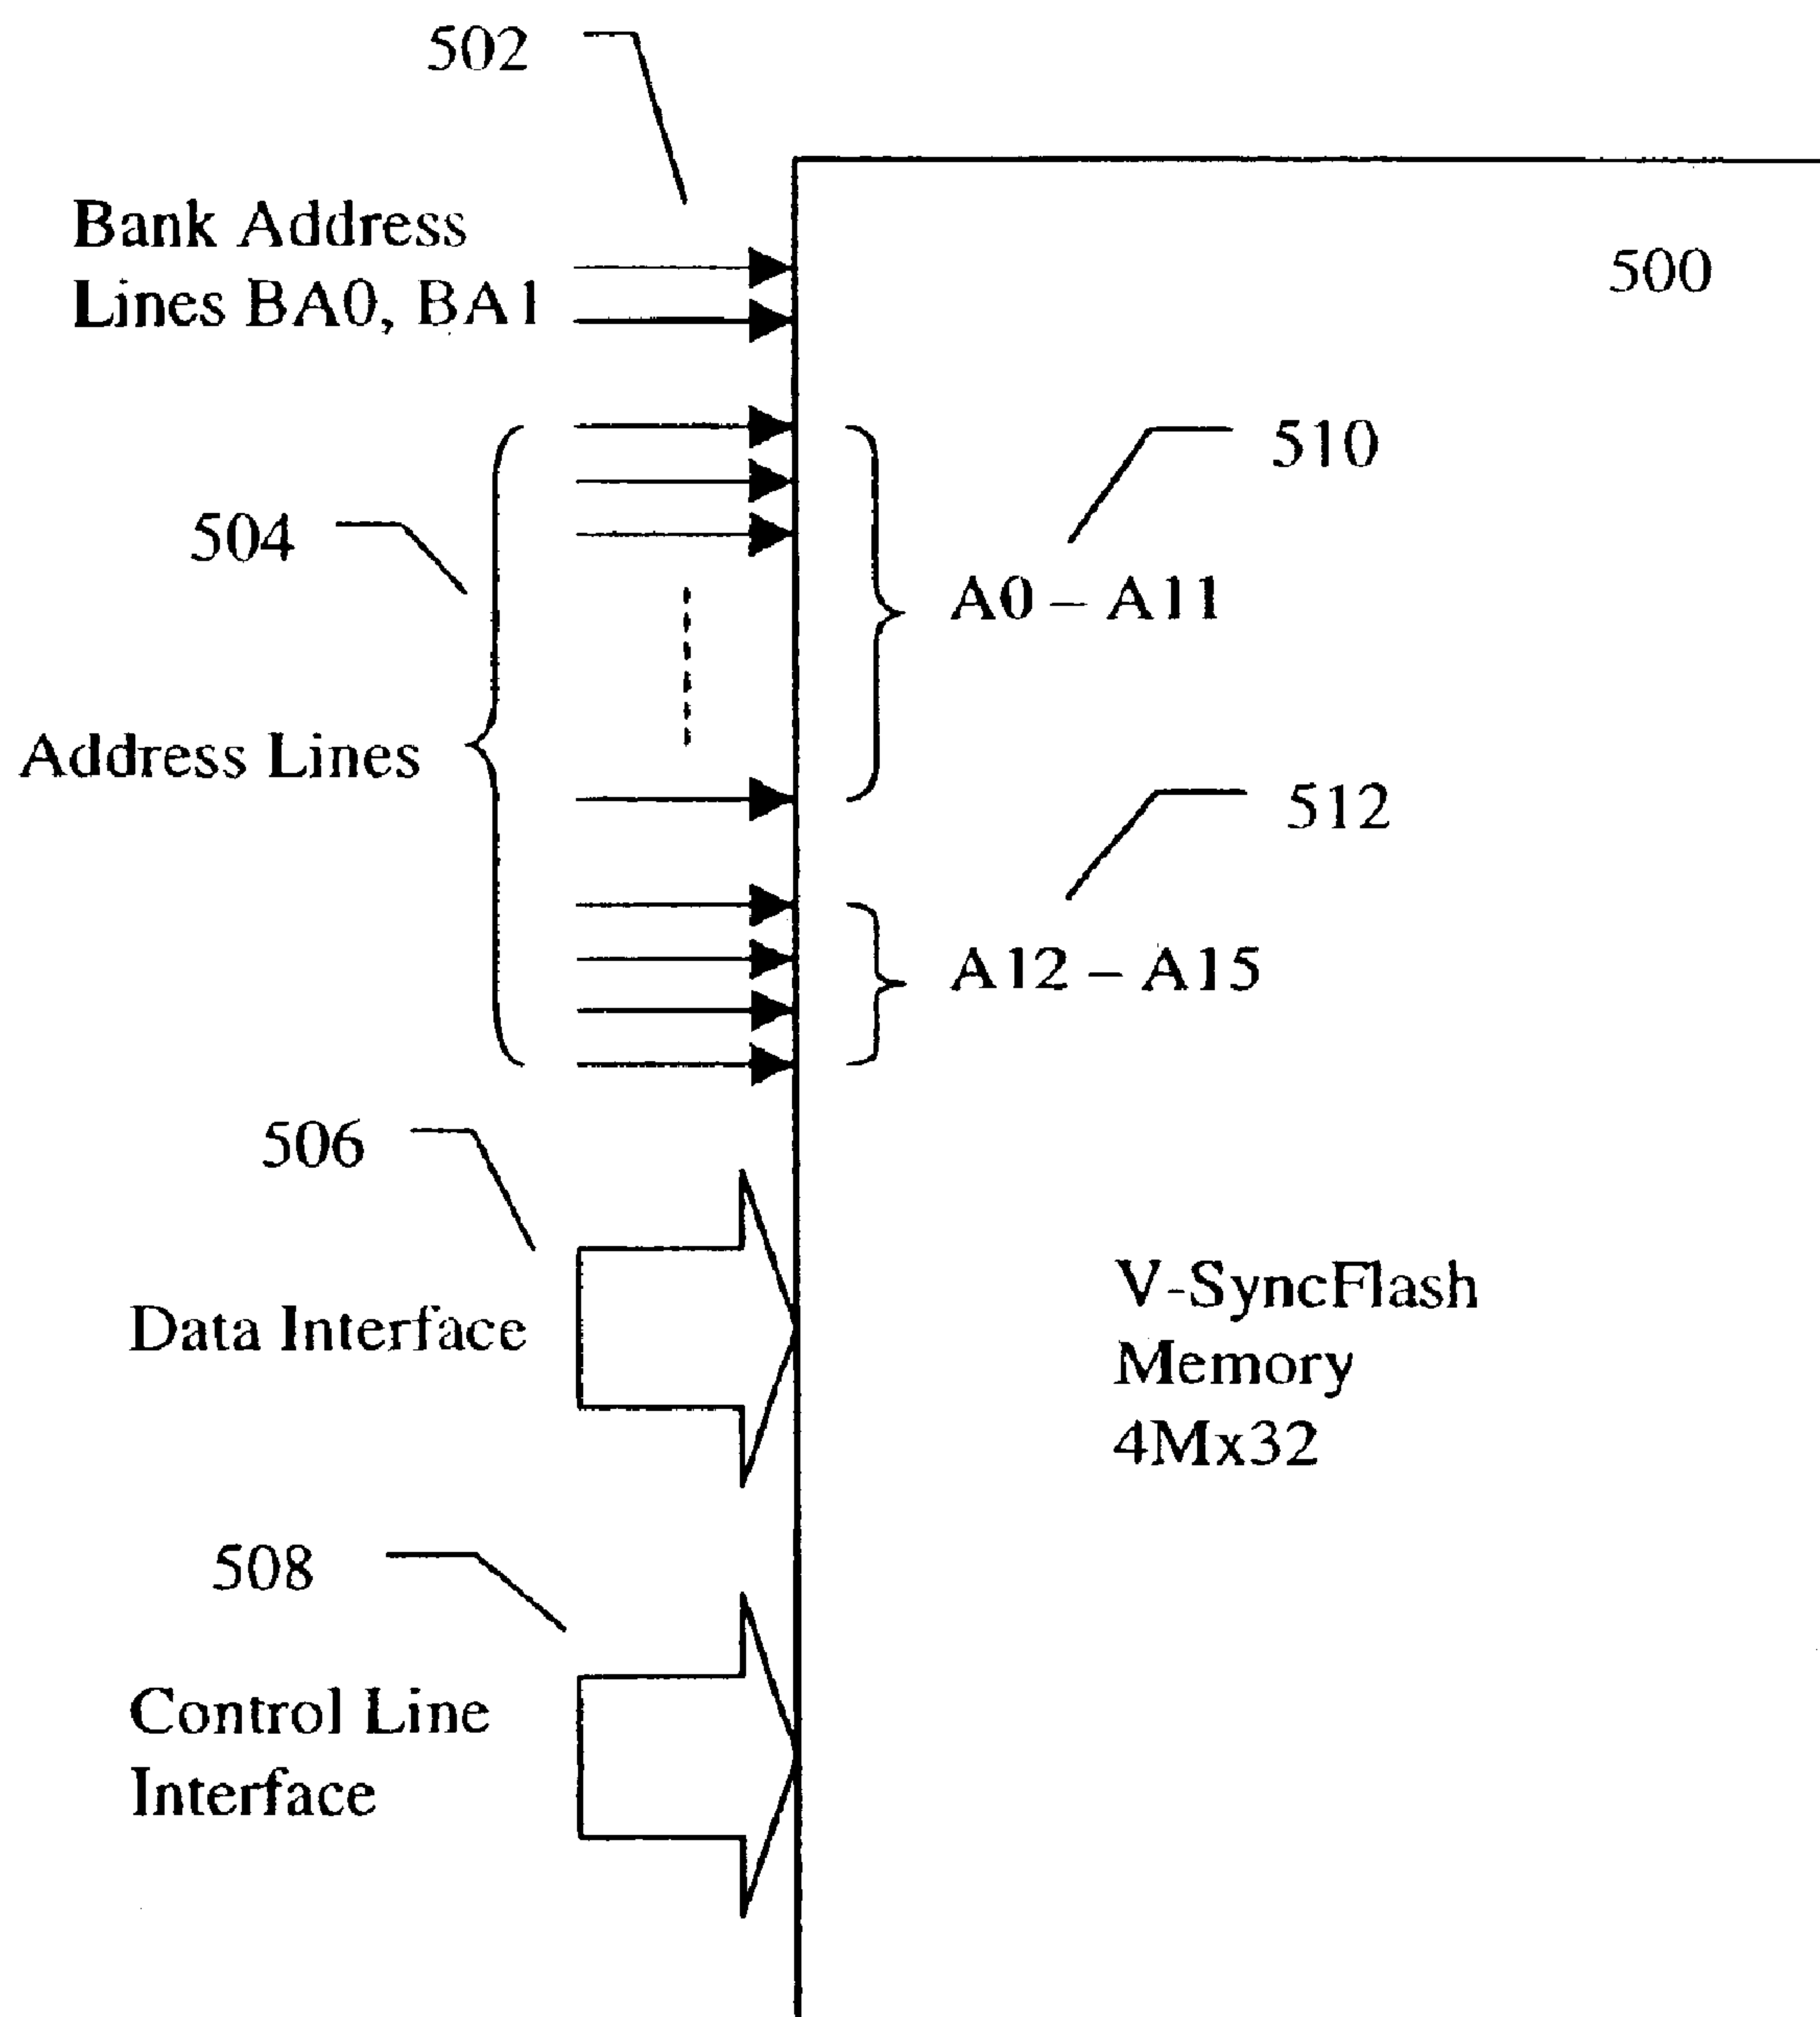 502
Bank Address
Lines BA0, BA1
500
510
504
A0 – A11
Address Lines
512
A12 – A15
506
Data Interface
V-SyncFlash
Memory
4Mx32
508
Control Line
Interface